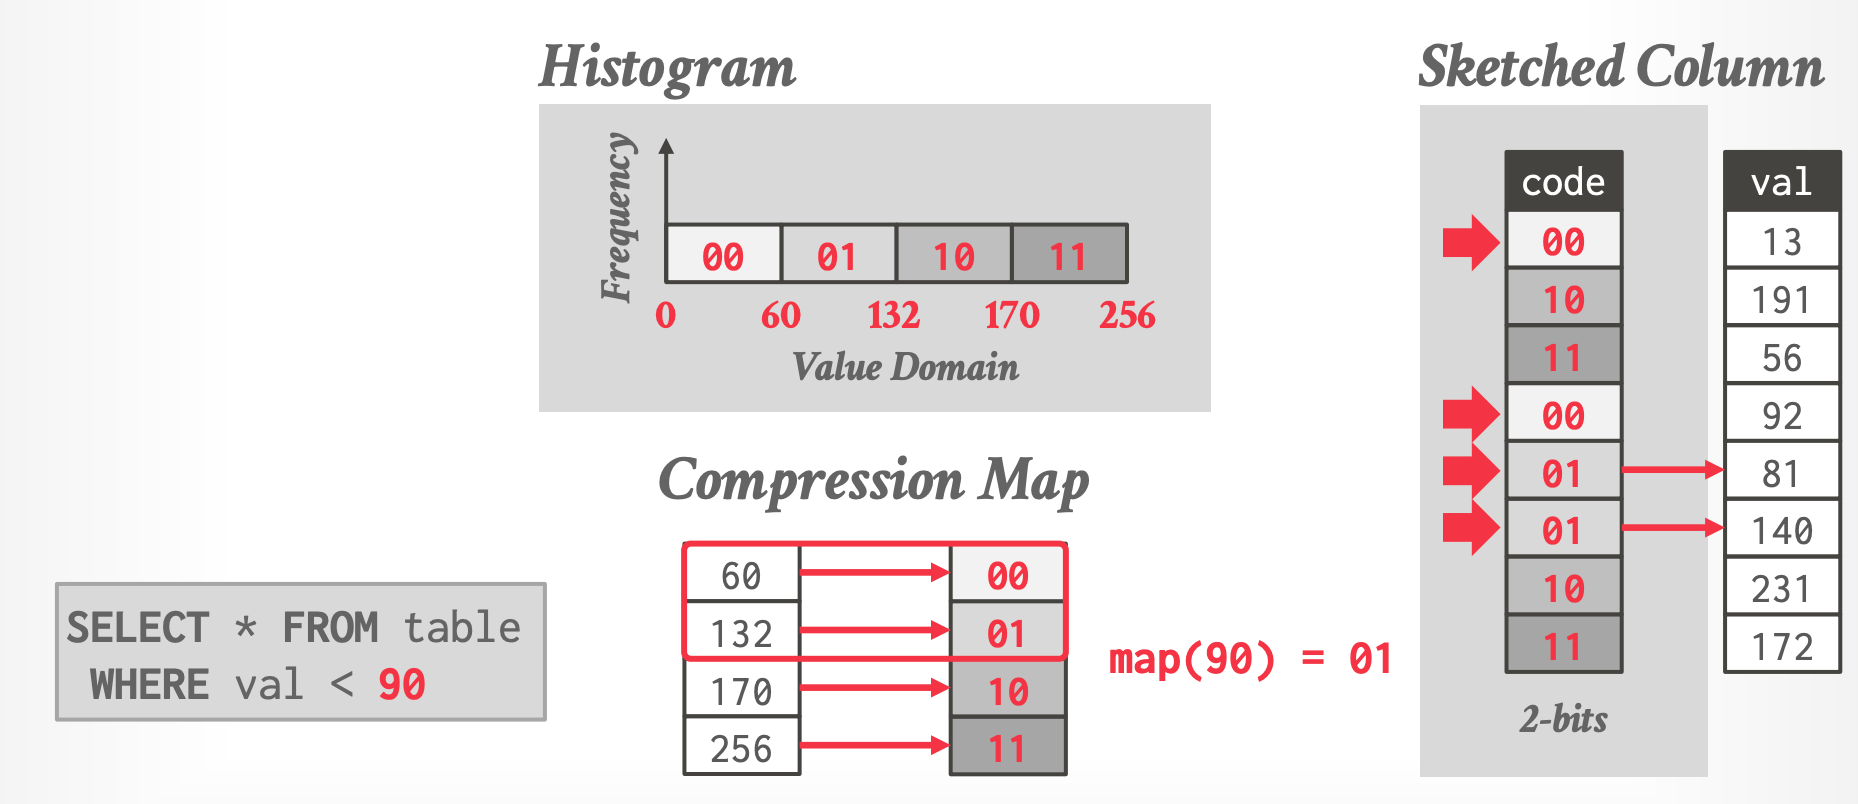 Histogram
Frequency
00 01 10 11
0 60 132 170 256
Value Domain
Compression Map
60 00
132 01
170 10
256 11
map(90) = 01
SELECT * FROM table
WHERE val < 90
Sketched Column
code val
00 13
10 191
11 56
00 92
01 81
01 140
10 231
11 172
2-bits